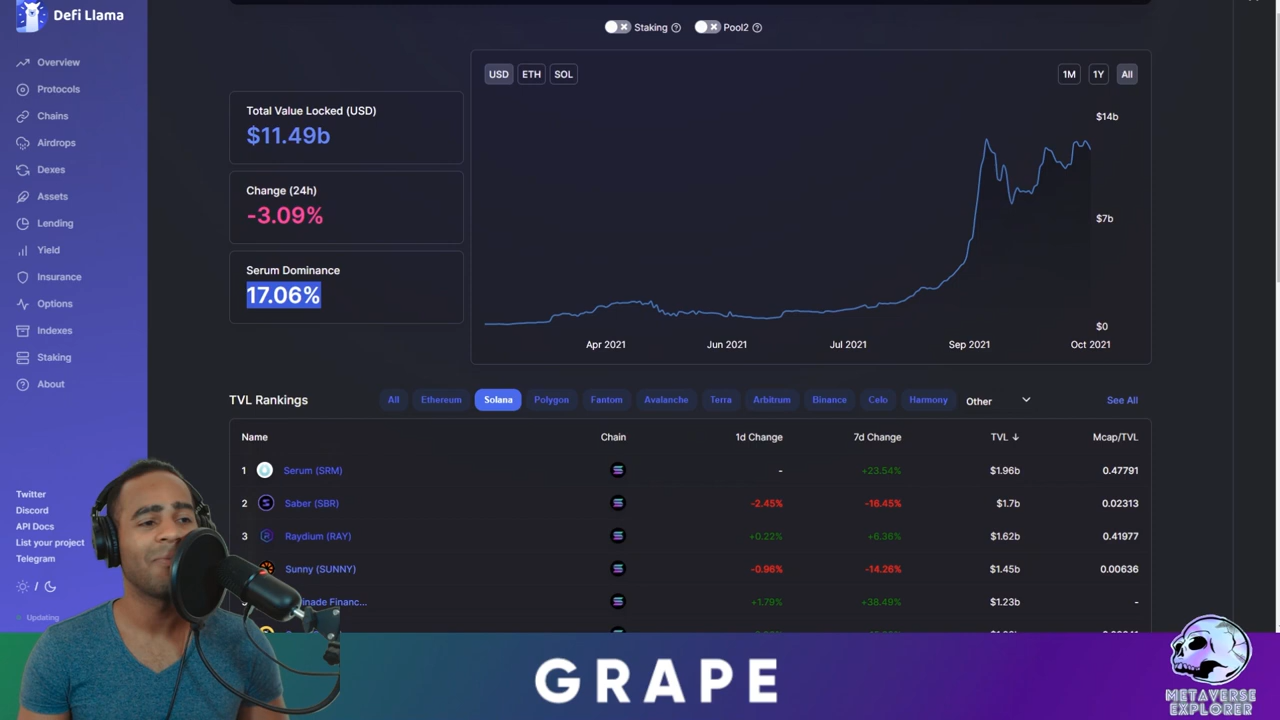 Defi Llama
Staking
Pool2
Overview
Protocols
Chains
Airdrops
Dexes
Assets
Lending
Yield
Insurance
Options
Indexes
Staking
About
Twitter
Discord
API Docs
List your project
Telegram
/
Updating
Total Value Locked (USD)
$11.49b
Change (24h)
-3.09%
Serum Dominance
17.06%
USD ETH SOL
1M 1Y All
$14b
$7b
$0
Apr 2021 Jun 2021 Jul 2021 Sep 2021 Oct 2021
TVL Rankings All Ethereum Solana Polygon Fantom Avalanche Terra Arbitrum Binance Celo Harmony Other See All
Name Chain 1d Change 7d Change TVL ↓ Mcap/TVL
1 Serum (SRM) - +23.54% $1.96b 0.47791
2 Saber (SBR) -2.45% -16.45% $1.7b 0.02313
3 Raydium (RAY) +0.22% +6.36% $1.62b 0.41977
Sunny (SUNNY) -0.96% -14.26% $1.45b 0.00636
inade Financ... +1.79% +38.49% $1.23b -
GRAPE
METAVERSE
EXPLORER